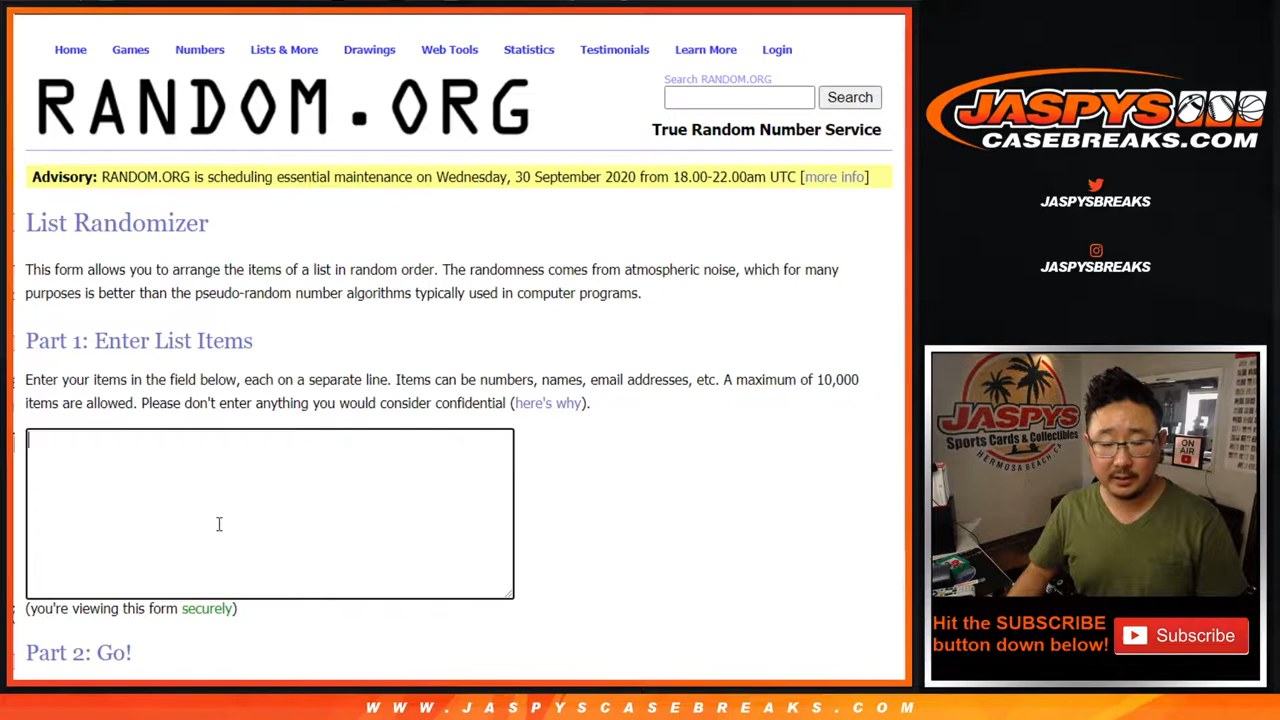 Home Games Numbers Lists & More Drawings Web Tools Statistics Testimonials Learn More Login
RANDOM.ORG
Search RANDOM.ORG
Search
True Random Number Service
Advisory: RANDOM.ORG is scheduling essential maintenance on Wednesday, 30 September 2020 from 18.00-22.00am UTC [more info]
List Randomizer
This form allows you to arrange the items of a list in random order. The randomness comes from atmospheric noise, which for many
purposes is better than the pseudo-random number algorithms typically used in computer programs.
Part 1: Enter List Items
Enter your items in the field below, each on a separate line. Items can be numbers, names, email addresses, etc. A maximum of 10,000
items are allowed. Please don't enter anything you would consider confidential (here's why).
(you're viewing this form securely)
Part 2: Go!
JASPYS
CASEBREAKS.COM
JASPYSBREAKS
JASPYSBREAKS
JASPYS
Sports Cards & Collectibles
HERMOSA BEACH CA
ON
AIR
Hit the SUBSCRIBE
button down below!
Subscribe
WWW.JASPYSCASEBREAKS.COM